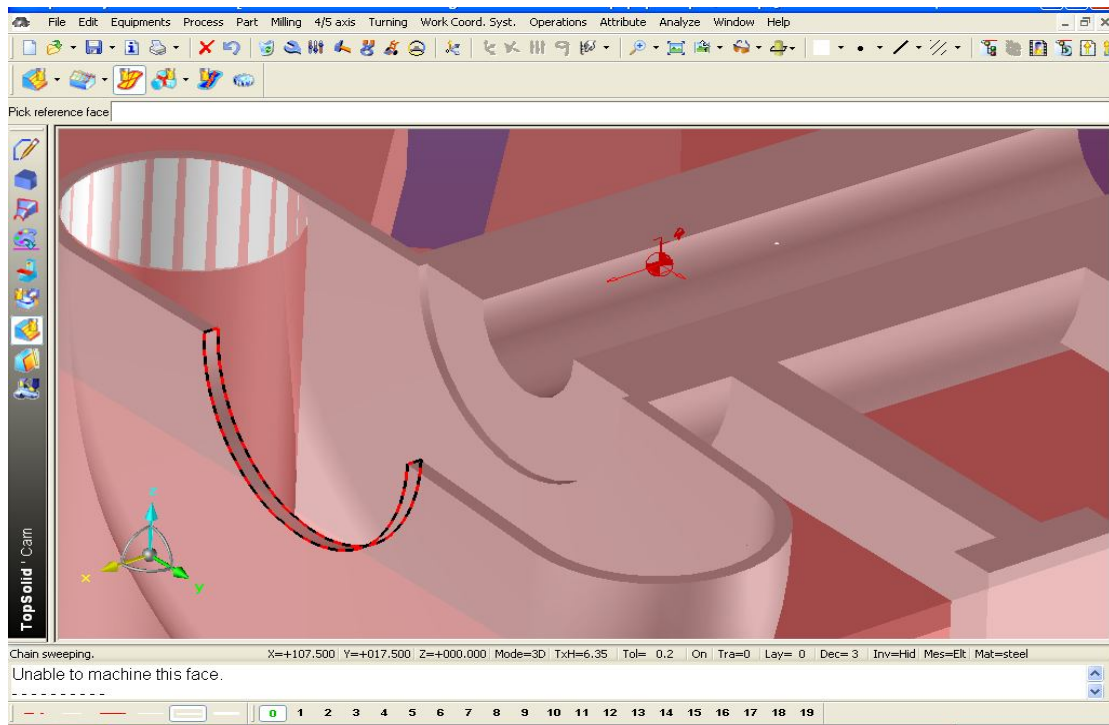 File Edit Equipments Process Part Milling 4/5 axis Turning Work Coord. Syst. Operations Attribute Analyze Window Help
Pick reference face
z
x
y
TopSolid'Cam
Chain sweeping. X=+107.500 Y=+017.500 Z=+000.000 Mode=3D TxH=6.35 Tol= 0.2 On Tra=0 Lay= 0 Dec= 3 Inv=Hid Mes=Elt Mat=steel
Unable to machine this face.
----------
0 1 2 3 4 5 6 7 8 9 10 11 12 13 14 15 16 17 18 19